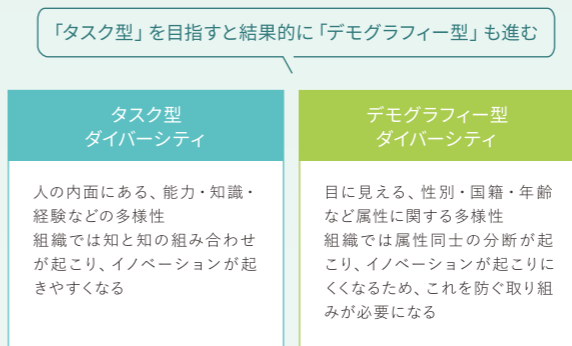 「タスク型」を目指すと結果的に「デモグラフィー型」も進む
タスク型
ダイバーシティ
人の内面にある、能力・知識・
経験などの多様性
組織では知と知の組み合わせ
が起こり、イノベーションが起
きやすくなる
デモグラフィー型
ダイバーシティ
目に見える、性別・国籍・年齢
など属性に関する多様性
組織では属性同士の分断が起
こり、イノベーションが起こりに
くくなるため、これを防ぐ取り組
みが必要になる